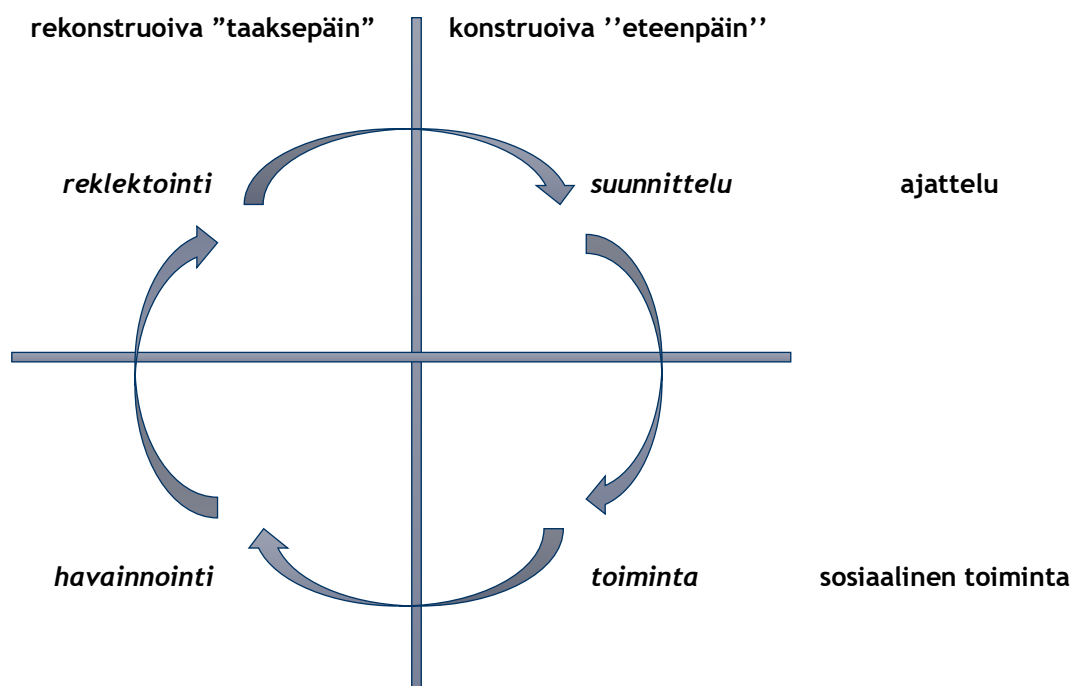 rekonstruoiva ”taaksepäin”
konstruoiva ’’eteenpäin’’
reklektointi
suunnittelu
ajattelu
havainnointi
toiminta
sosiaalinen toiminta